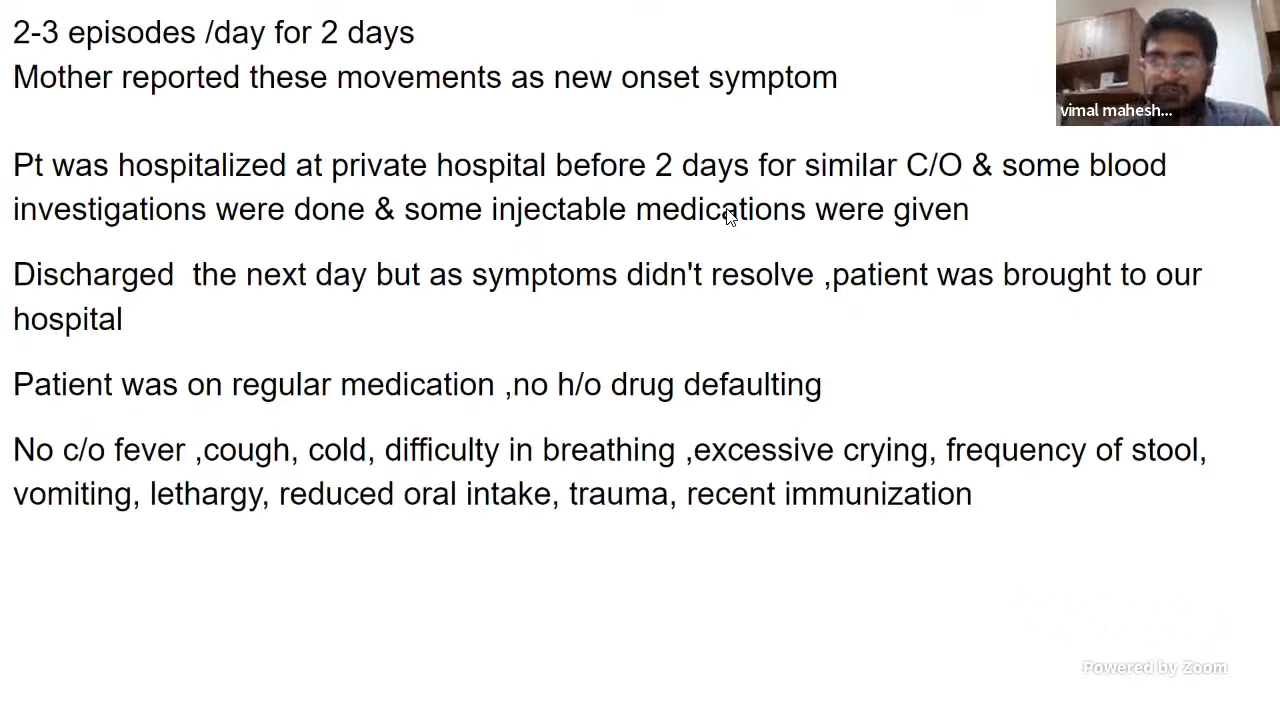 2-3 episodes /day for 2 days
Mother reported these movements as new onset symptom
vimal mahesh...
Pt was hospitalized at private hospital before 2 days for similar C/O & some blood
investigations were done & some injectable medications were given
Discharged  the next day but as symptoms didn't resolve ,patient was brought to our
hospital
Patient was on regular medication ,no h/o drug defaulting
No c/o fever ,cough, cold, difficulty in breathing ,excessive crying, frequency of stool,
vomiting, lethargy, reduced oral intake, trauma, recent immunization
Powered by Zoom